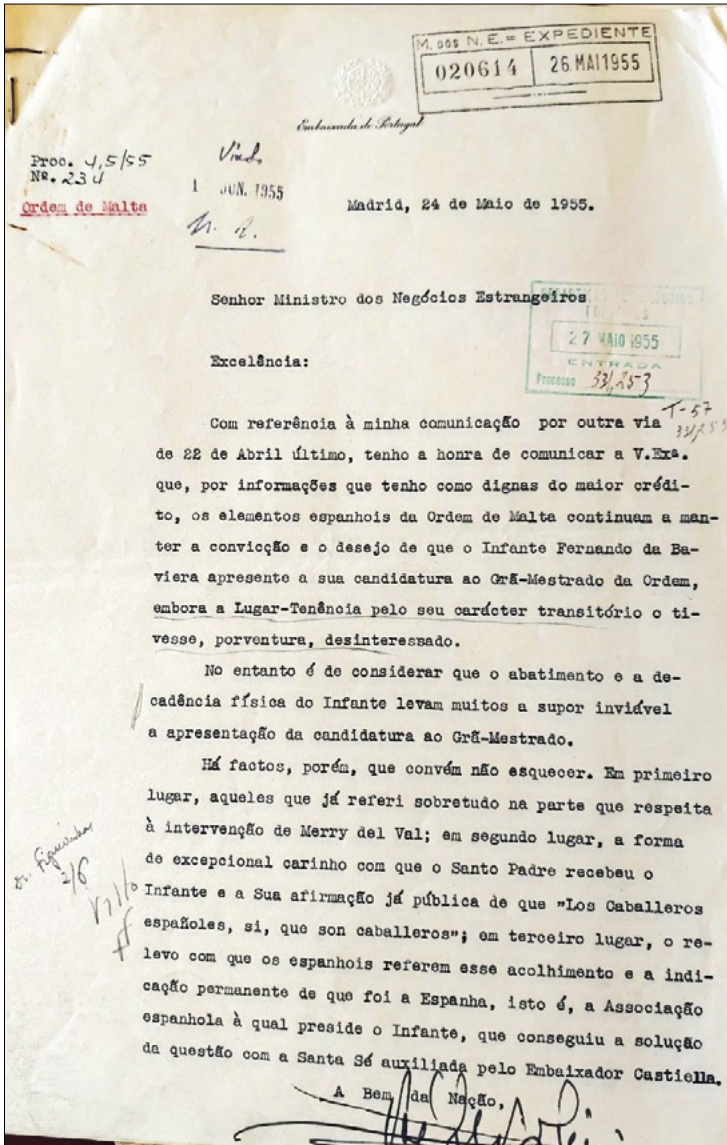 M. DOS N.E. = EXPEDIENTE
020614 26.MAI 1955
Embaixada de Portugal
Proc. 4,5/55
Nº. 234
Ordem de Malta
1 JUN. 1955
Madrid, 24 de Maio de 1955.
Senhor Ministro dos Negócios Estrangeiros
27 MAIO 1955
ENTRADA
Processo 331,253
Excelência:
T-57
Com referência à minha comunicação por outra via
de 22 de Abril último, tenho a honra de comunicar a V.Exª.
que, por informações que tenho como dignas do maior crédi-
to, os elementos espanhois da Ordem de Malta continuam a man-
ter a convicção e o desejo de que o Infante Fernando da Ba-
viera apresente a sua candidatura ao Grã-Mestrado da Ordem,
embora a Lugar-Tenência pelo seu carácter transitório o ti-
vesse, porventura, desinteressado.
No entanto é de considerar que o abatimento e a de-
cadência física do Infante levam muitos a supor inviável
a apresentação da candidatura ao Grã-Mestrado.
Há factos, porém, que convém não esquecer. Em primeiro
lugar, aqueles que já referi sobretudo na parte que respeita
à intervenção de Merry del Val; em segundo lugar, a forma
de excepcional carinho com que o Santo Padre recebeu o
Infante e a Sua afirmação já pública de que "Los Caballeros
españoles, si, que son caballeros"; em terceiro lugar, o re-
levo com que os espanhois referem esse acolhimento e a indi-
cação permanente de que foi a Espanha, isto é, a Associação
espanhola à qual preside o Infante, que conseguiu a solução
da questão com a Santa Sé auxiliada pelo Embaixador Castiella.
A Bem da Nação,
2/6